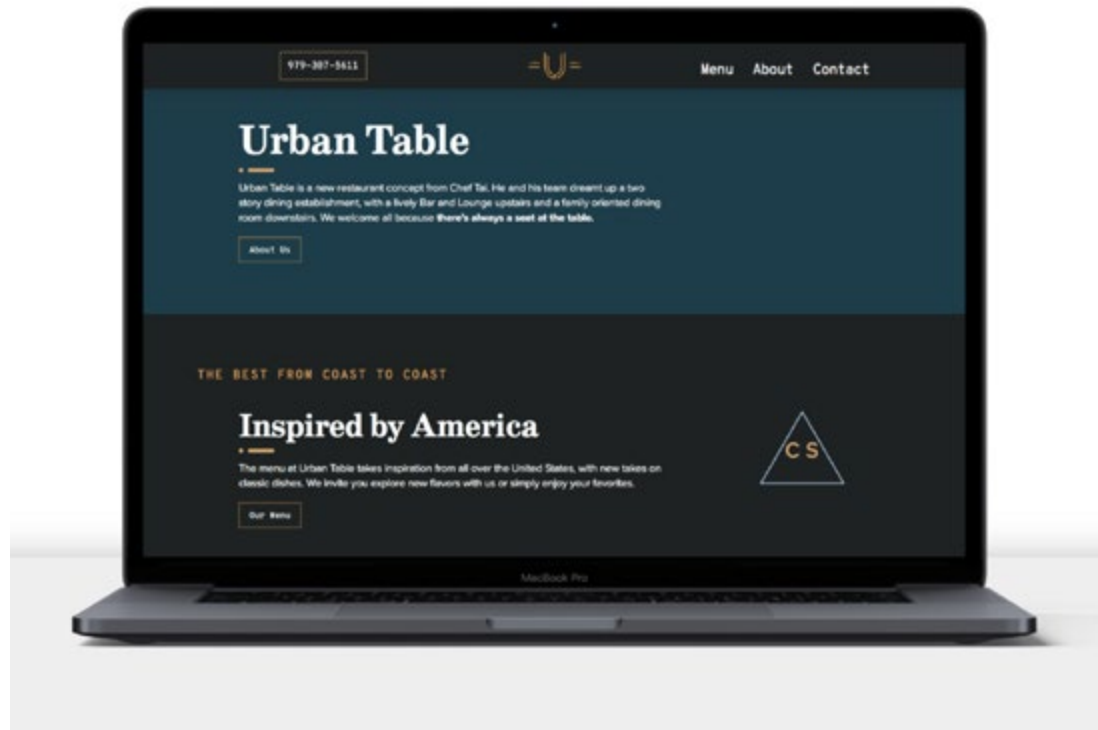 979-307-5611
=U=
Menu About Contact
Urban Table
Urban Table is a new restaurant concept from Chef Tai. He and his team dreamt up a two
story dining establishment, with a lively Bar and Lounge upstairs and a family oriented dining
room downstairs. We welcome all because there's always a seat at the table.
About Us
THE BEST FROM COAST TO COAST
Inspired by America
The menu at Urban Table takes inspiration from all over the United States, with new takes on
classic dishes. We invite you explore new flavors with us or simply enjoy your favorites.
CS
Our Menu
MacBook Pro